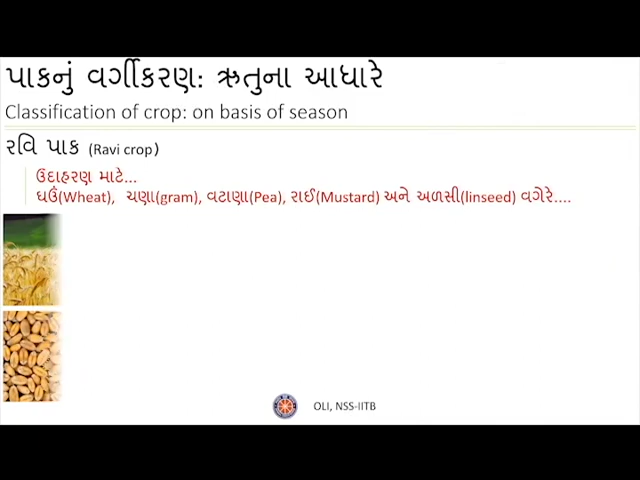 પાકનું વર્ગીકરણ: ઋતુના આધારે
Classification of crop: on basis of season
રવિ પાક (Ravi crop)
ઉદાહરણ માટે...
ઘઉં(Wheat), ચણા(gram), વટાણા(Pea), રાઈ(Mustard) અને અળસી(linseed) વગેરે....
OLI, NSS-IITB